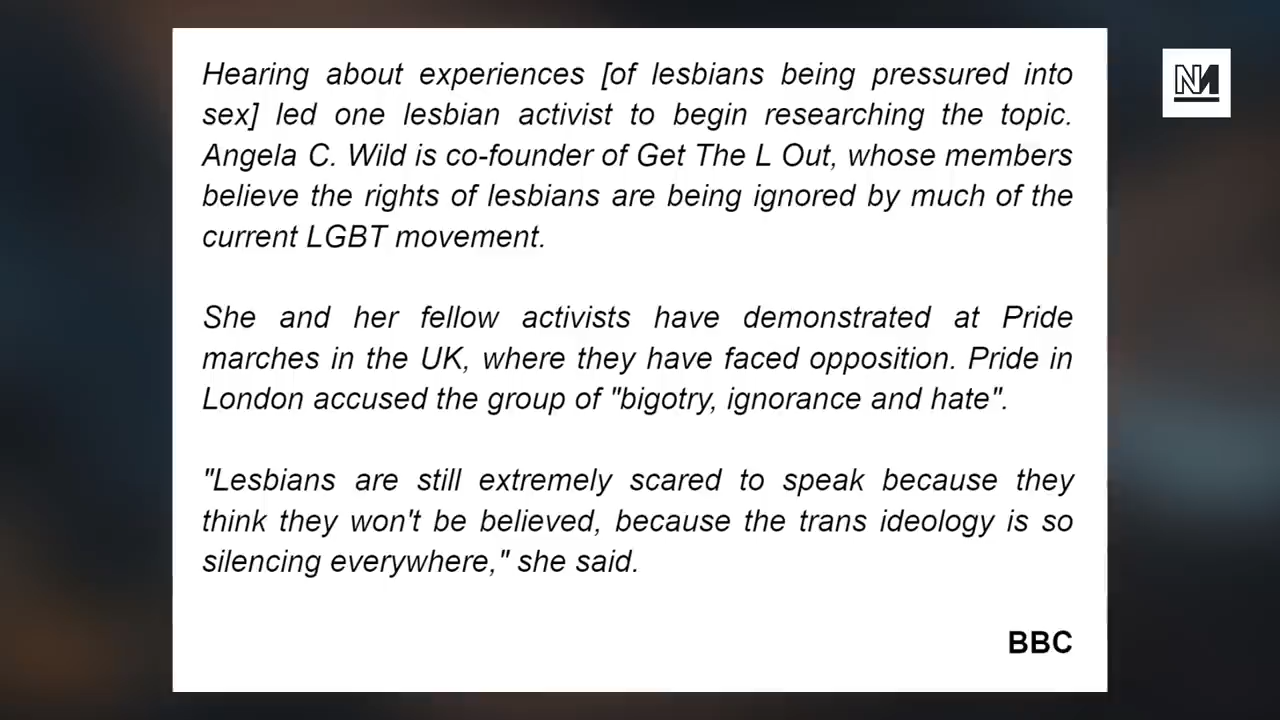 Hearing about experiences [of lesbians being pressured into
sex] led one lesbian activist to begin researching the topic.
Angela C. Wild is co-founder of Get The L Out, whose members
believe the rights of lesbians are being ignored by much of the
current LGBT movement.
She and her fellow activists have demonstrated at Pride
marches in the UK, where they have faced opposition. Pride in
London accused the group of "bigotry, ignorance and hate".
"Lesbians are still extremely scared to speak because they
think they won't be believed, because the trans ideology is so
silencing everywhere," she said.
BBC
NM